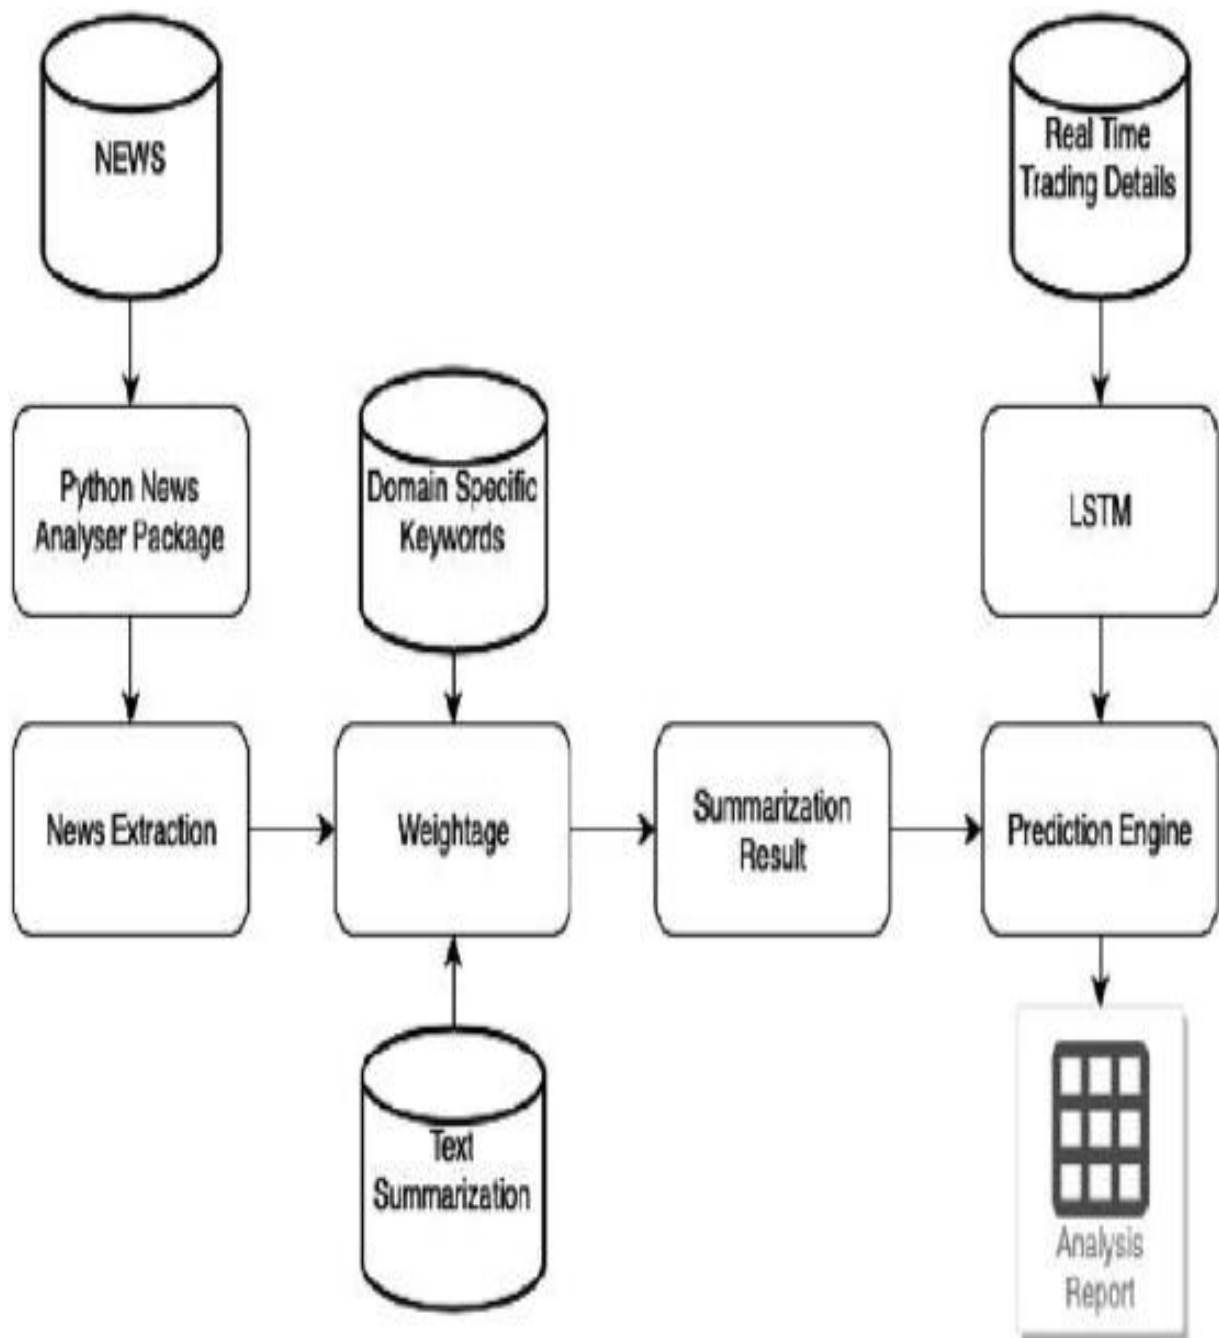 NEWS
Real Time
Trading Details
Python News
Analyser Package
Domain Specific
Keywords
LSTM
News Extraction
Weightage
Summarization
Result
Prediction Engine
Text
Summarization
Analysis
Report